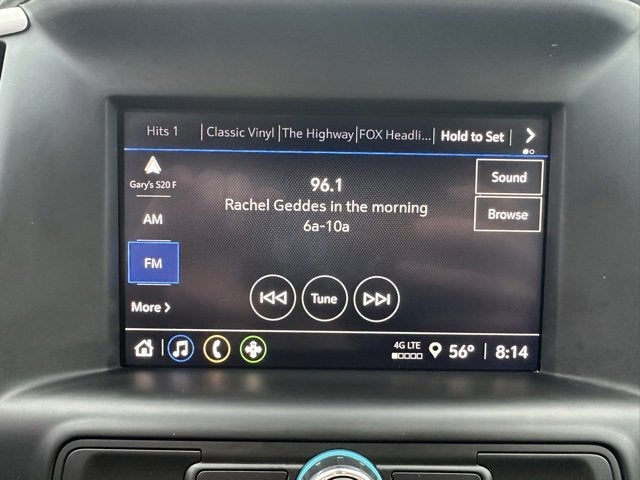 Hits 1 Classic Vinyl The Highway FOX Headli... Hold to Set
Gary's S20 F
96.1
Sound
Rachel Geddes in the morning
AM
Browse
6a-10a
FM
More
Tune
4G LTE
56° 8:14